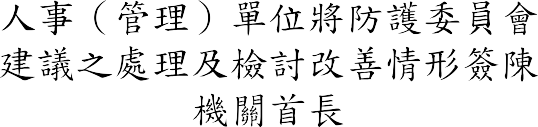 人事（管理）單位將防護委員會
建議之處理及檢討改善情形簽陳
機關首長